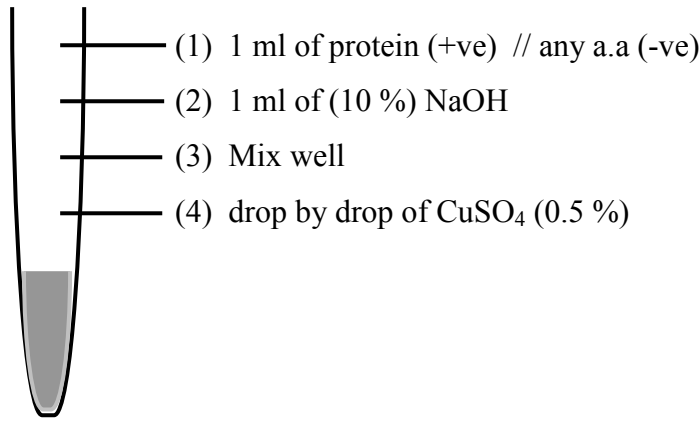 (1) 1 ml of protein (+ve) // any a.a (-ve)
(2) 1 ml of (10 %) NaOH
(3) Mix well
(4) drop by drop of CuSO₄ (0.5 %)